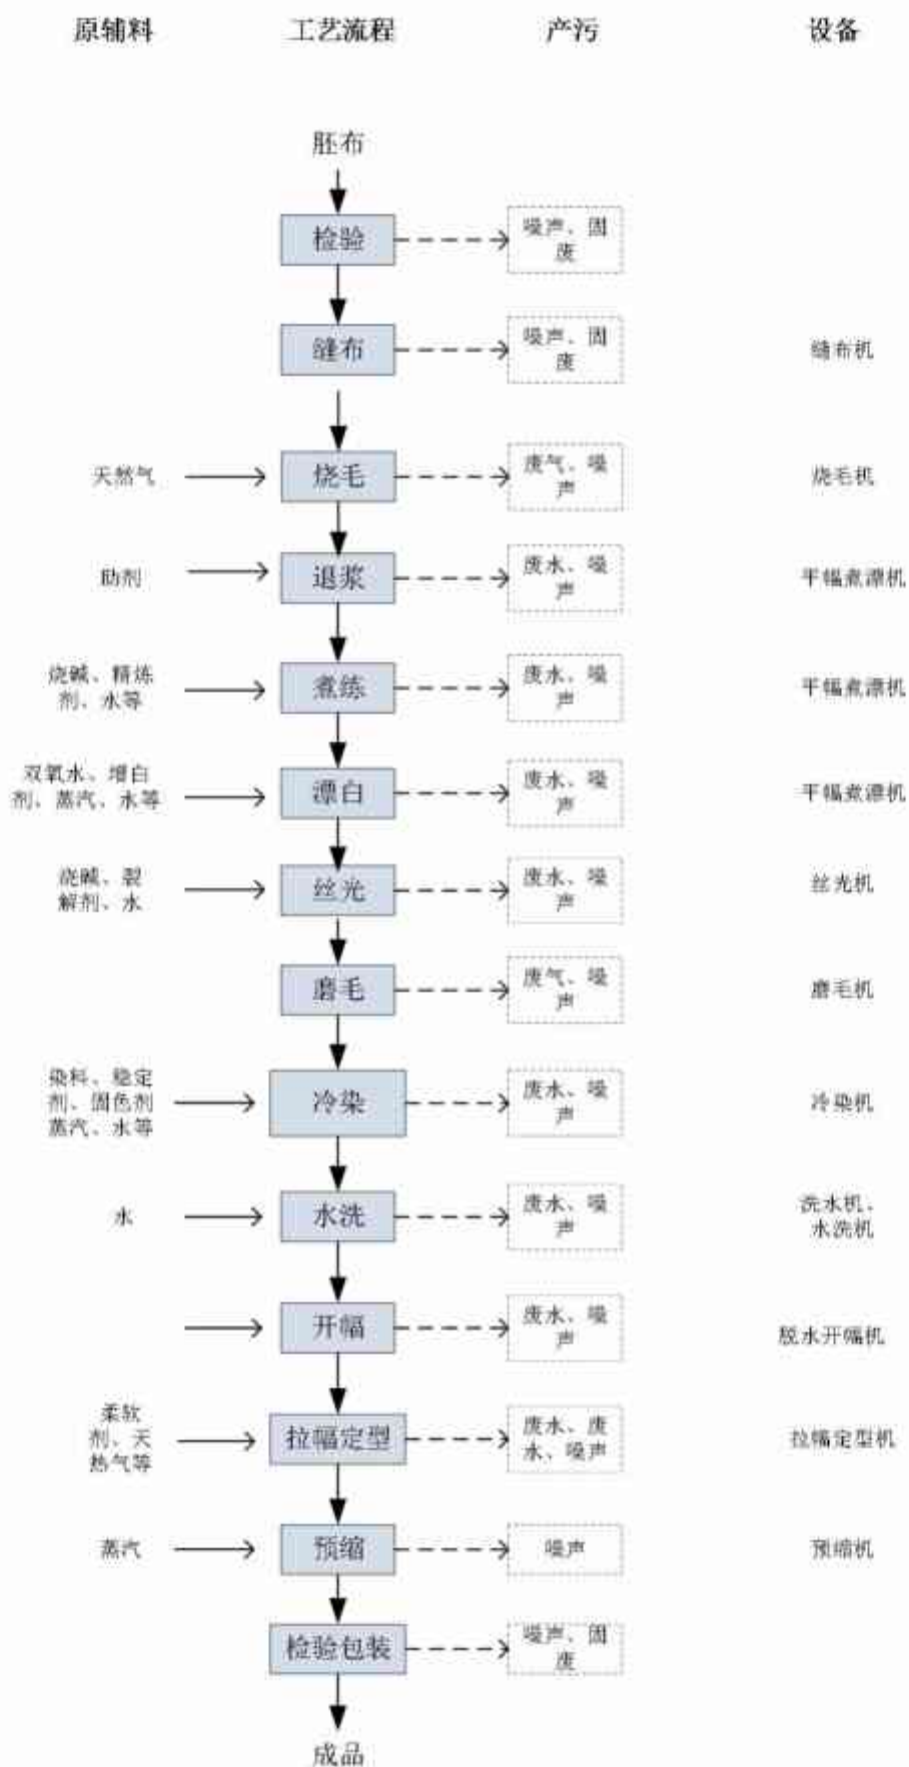 原辅料 工艺流程 产污 设备
胚布
检验
噪声、固
废
缝布
噪声、固
废
缝布机
天然气
烧毛
废气、噪
声
烧毛机
助剂
退浆
废水、噪
声
平幅煮漂机
烧碱、精炼
剂、水等
煮练
废水、噪
声
平幅煮漂机
双氧水、增白
剂、蒸汽、水等
漂白
废水、噪
声
平幅煮漂机
烧碱、裂
解剂、水
丝光
废水、噪
声
丝光机
磨毛
废气、噪
声
磨毛机
染料、稳定
剂、固色剂
蒸汽、水等
冷染
废水、噪
声
冷染机
水
水洗
废水、噪
声
洗水机、
水洗机
开幅
废水、噪
声
脱水开幅机
柔软
剂、天
热气等
拉幅定型
废水、废
水、噪声
拉幅定型机
蒸汽
预缩
噪声
预缩机
检验包装
噪声、固
废
成品